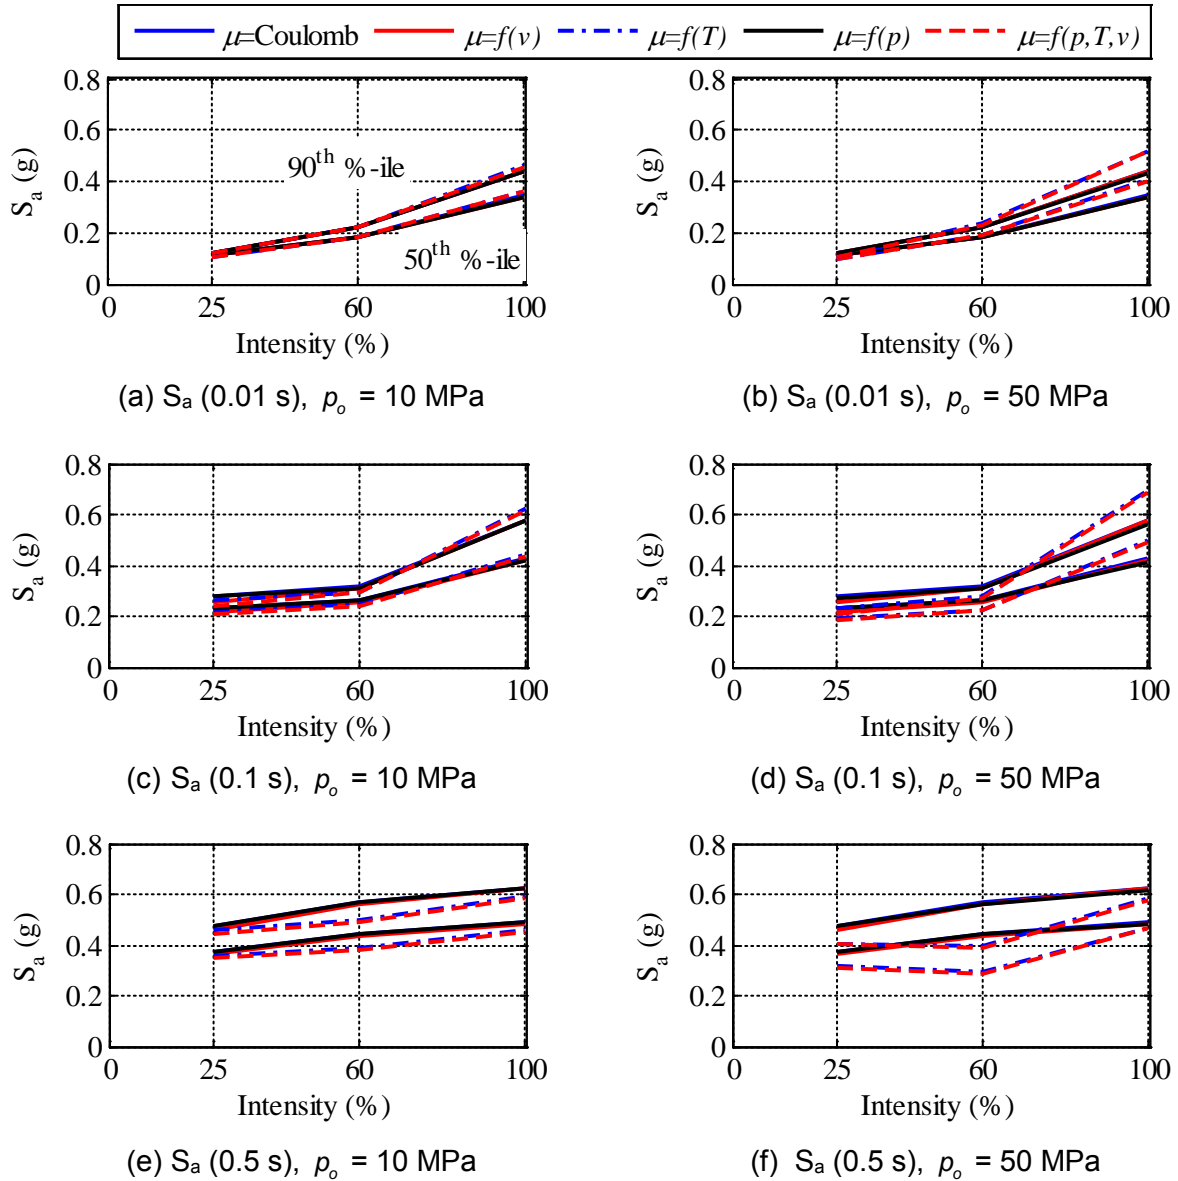 μ=Coulomb μ=f(v) μ=f(T) μ=f(p) μ=f(p,T,v)
0.8
0.6
0.4
0.2
0
Sa (g)
90th %-ile
50th %-ile
0 25 60 100
Intensity (%)
(a) Sa (0.01 s), po = 10 MPa
0.8
0.6
0.4
0.2
0
Sa (g)
0 25 60 100
Intensity (%)
(b) Sa (0.01 s), po = 50 MPa
0.8
0.6
0.4
0.2
0
Sa (g)
0 25 60 100
Intensity (%)
(c) Sa (0.1 s), po = 10 MPa
0.8
0.6
0.4
0.2
0
Sa (g)
0 25 60 100
Intensity (%)
(d) Sa (0.1 s), po = 50 MPa
0.8
0.6
0.4
0.2
0
Sa (g)
0 25 60 100
Intensity (%)
(e) Sa (0.5 s), po = 10 MPa
0.8
0.6
0.4
0.2
0
Sa (g)
0 25 60 100
Intensity (%)
(f) Sa (0.5 s), po = 50 MPa